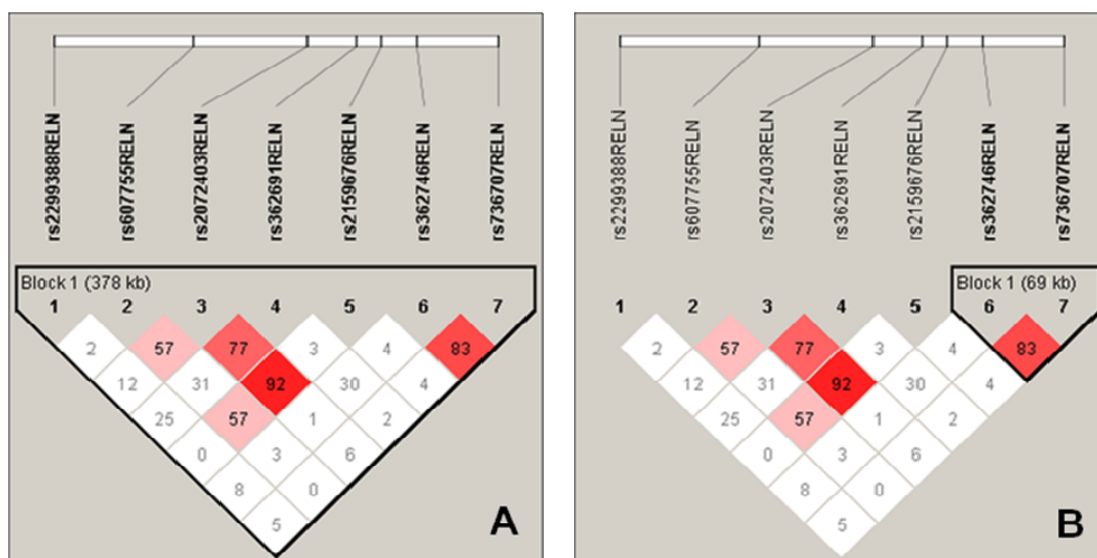 rs2299388RELN
rs607755RELN
rs2072403RELN
rs362691RELN
rs2159676RELN
rs362746RELN
rs736707RELN
Block 1 (378 kb)
1 2 3 4 5 6 7
2 57 77 3 4 83
12 31 92 30 4
25 57 1 2
0 3 6
8 0
5
A
rs2299388RELN
rs607755RELN
rs2072403RELN
rs362691RELN
rs2159676RELN
rs362746RELN
rs736707RELN
Block 1 (69 kb)
1 2 3 4 5 6 7
2 57 77 3 4 83
12 31 92 30 4
25 57 1 2
0 3 6
8 0
5
B